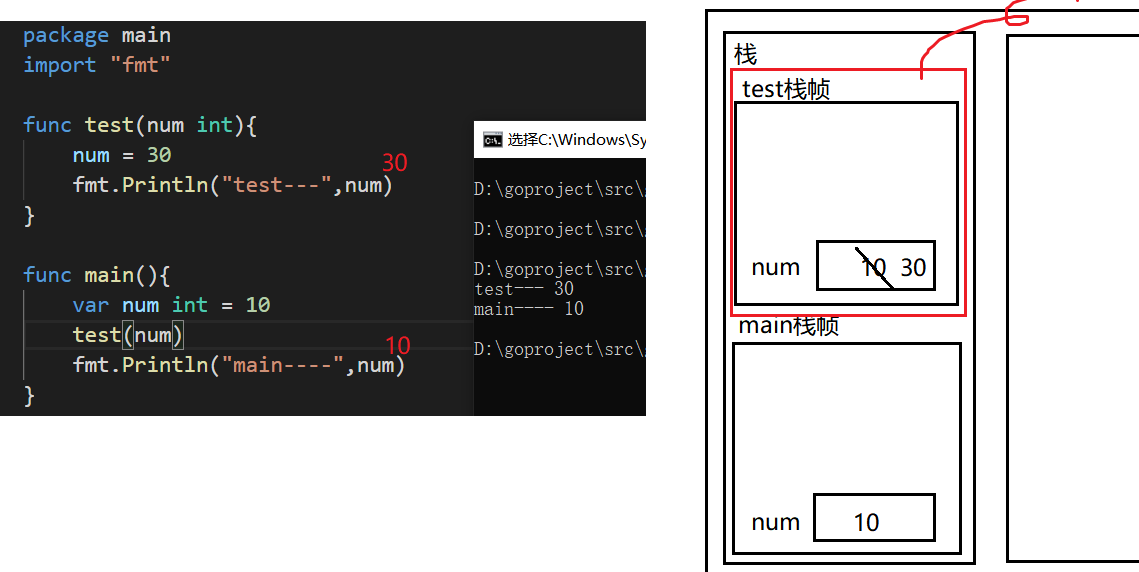 package main
import "fmt"
func test(num int){
num = 30
30
fmt.Println("test---",num)
}
func main(){
var num int = 10
test(num)
10
fmt.Println("main----",num)
}
选择C:\Windows\Sy
D:\goproject\src\
D:\goproject\src\
D:\goproject\src\
test--- 30
main---- 10
D:\goproject\src\
栈
test栈帧
num 10 30
main栈帧
num 10